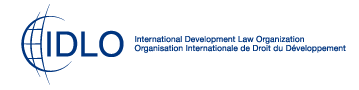 IDLO
International Development Law Organization
Organisation Internationale de Droit du Développement